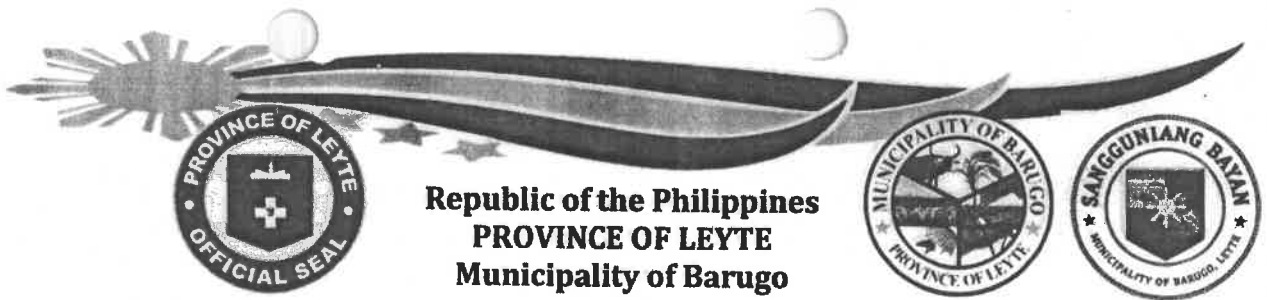 PROVINCE OF LEYTE
OFFICIAL SEAL
Republic of the Philippines
PROVINCE OF LEYTE
Municipality of Barugo
MUNICIPALITY OF BARUGO
PROVINCE OF LEYTE
SANGGUNIANG BAYAN
MUNICIPALITY OF BARUGO, LEYTE